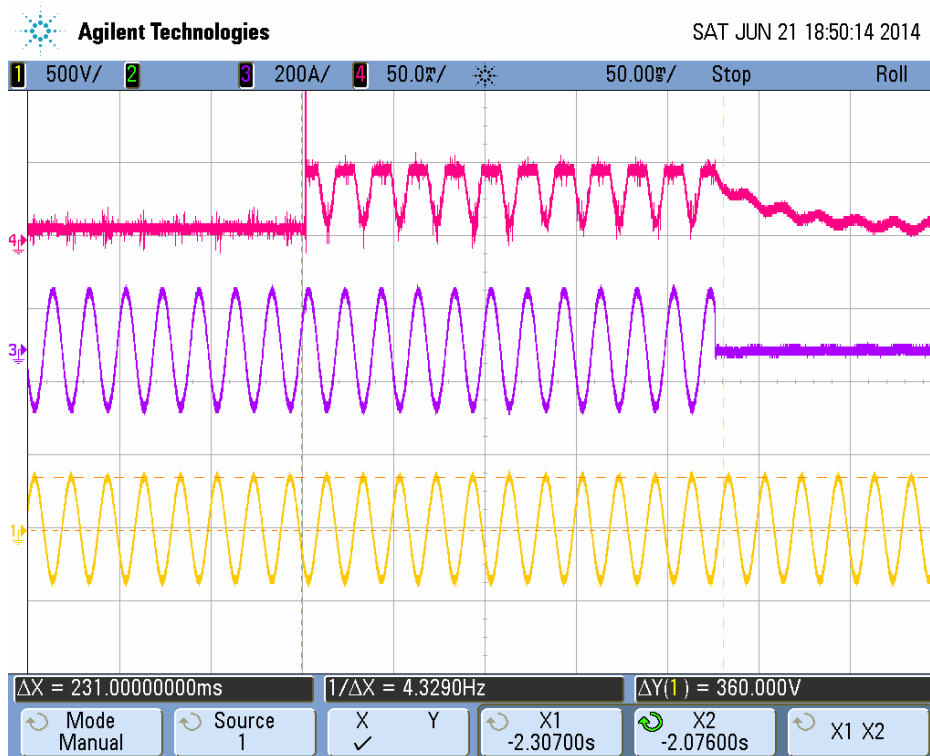 Agilent Technologies SAT JUN 21 18:50:14 2014
1 500V/ 2 3 200A/ 4 50.0㎷/ 50.00㎳/ Stop Roll
4
3
1
ΔX = 231.00000000ms 1/ΔX = 4.3290Hz ΔY(1) = 360.000V
Mode Source X Y X1 X2 X1 X2
Manual 1 ✓ -2.30700s -2.07600s